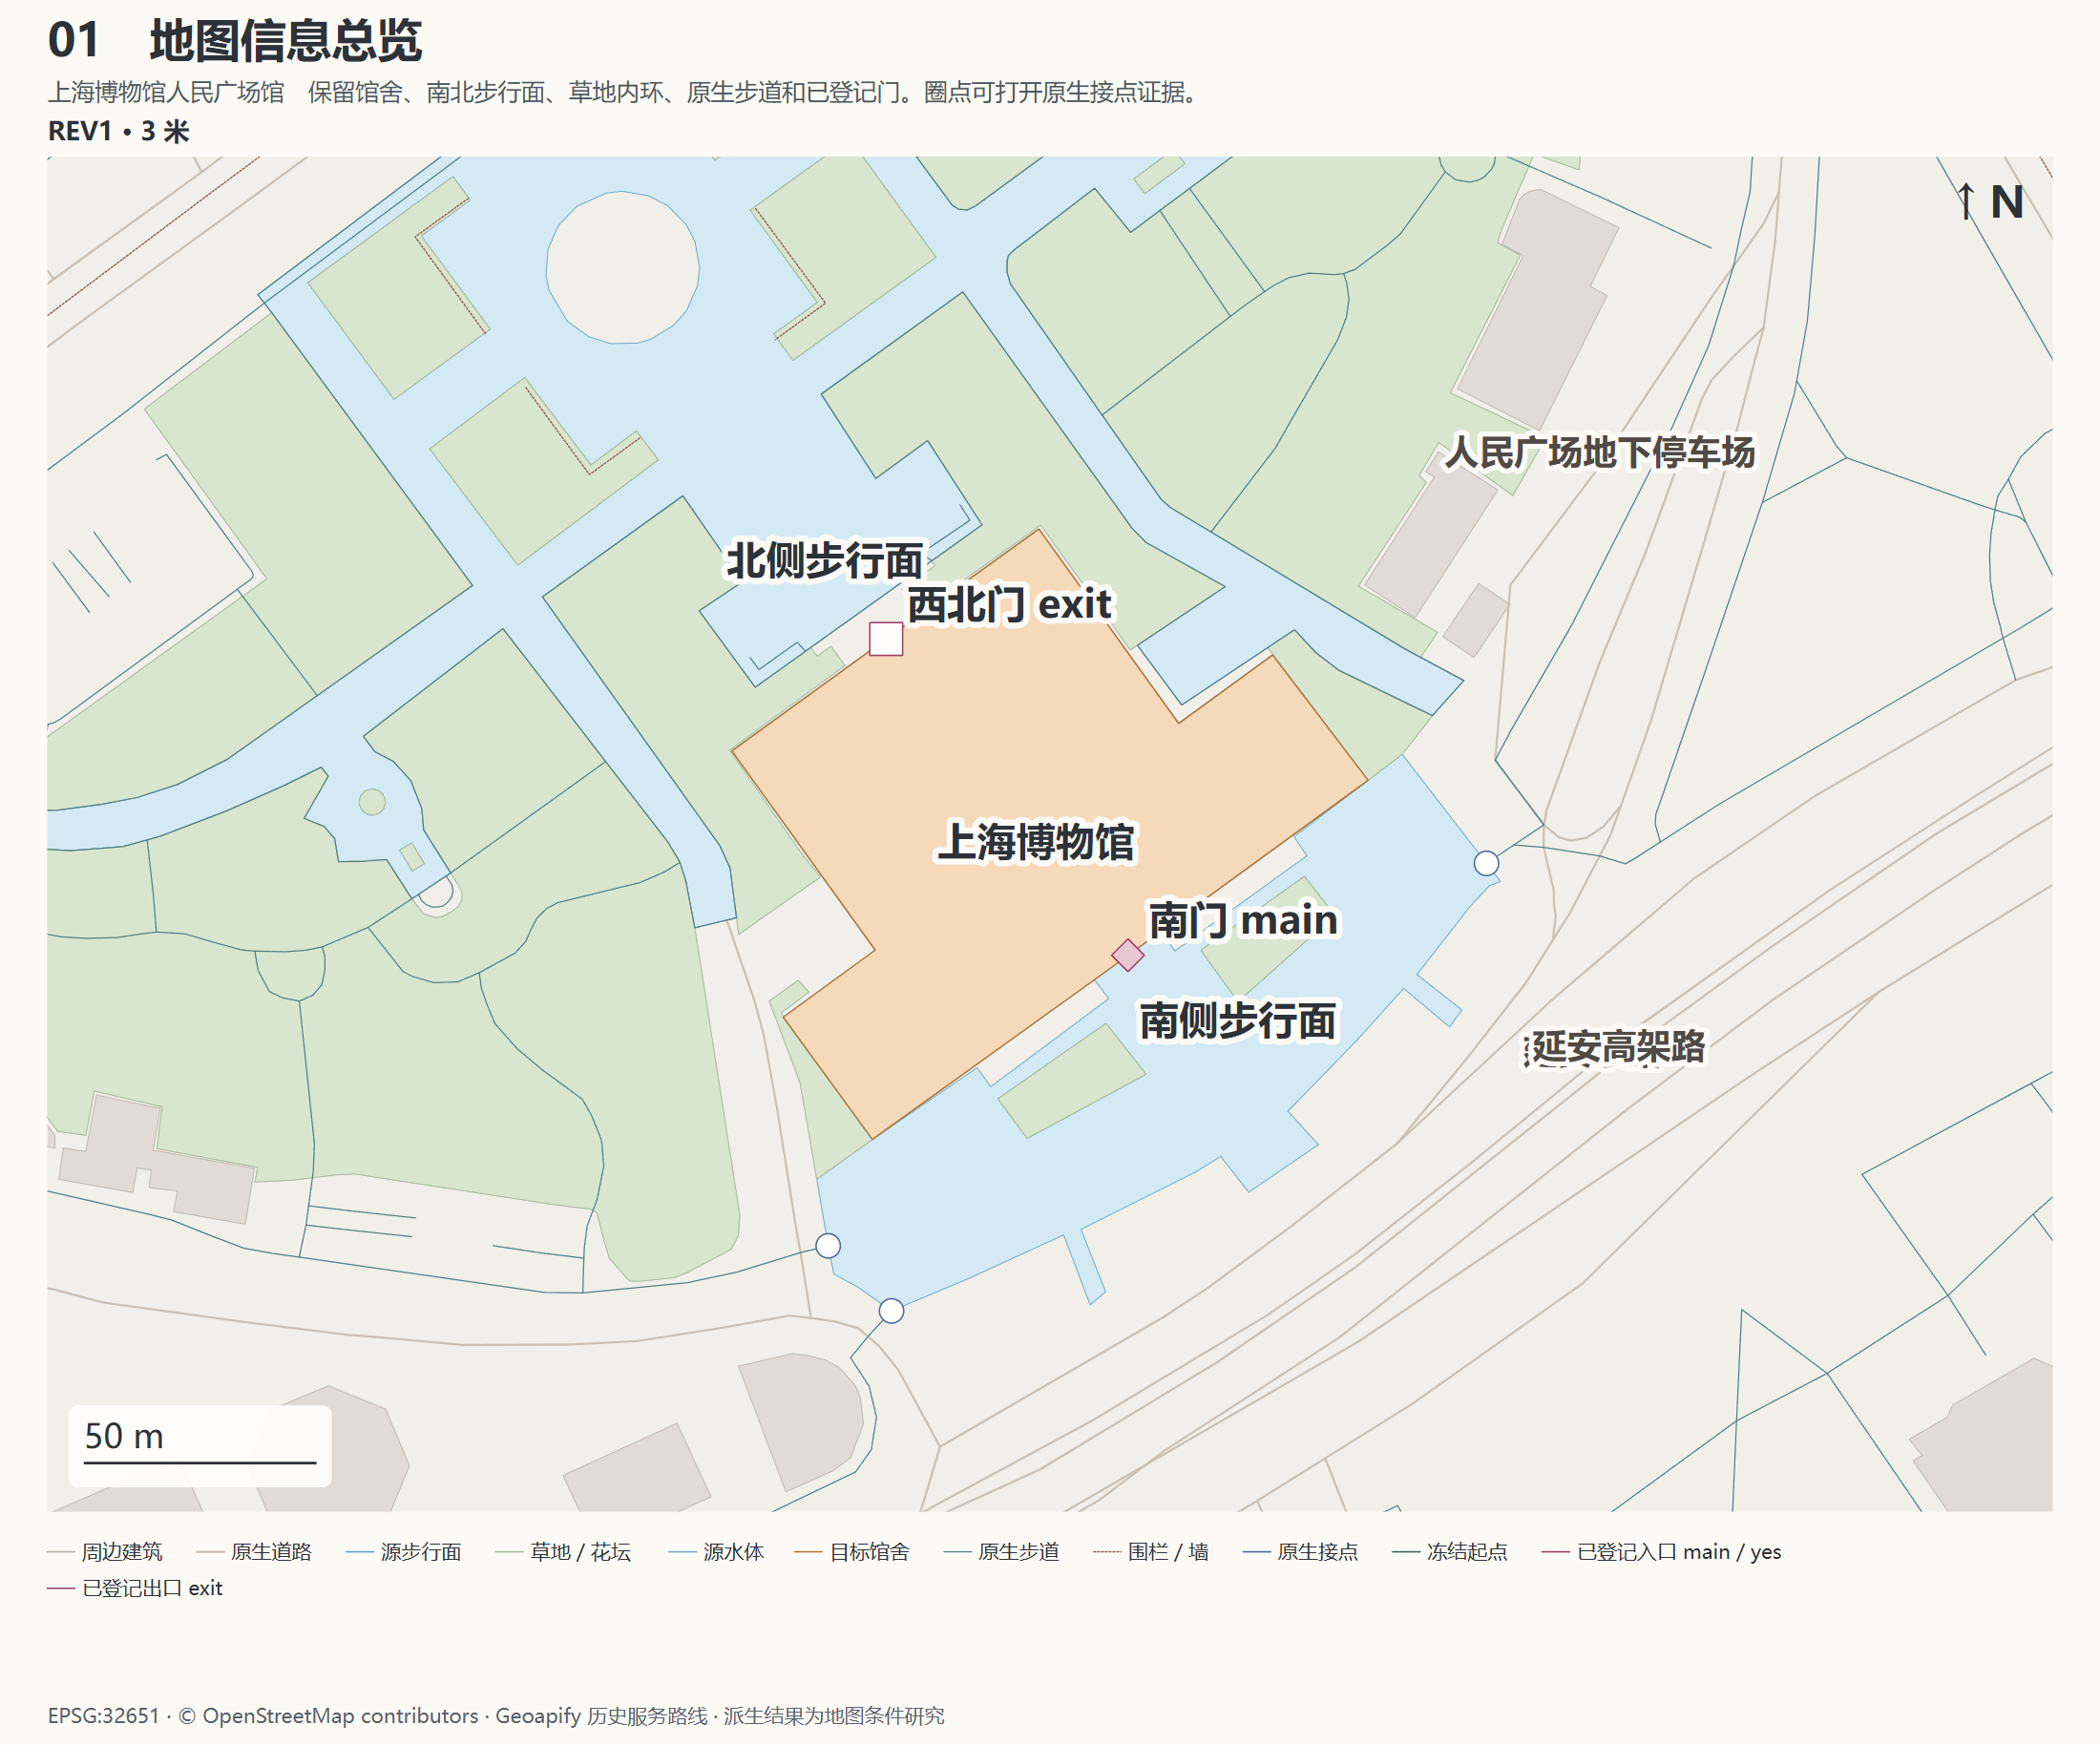 01 地图信息总览
上海博物馆人民广场馆 保留馆舍、南北步行面、草地内环、原生步道和已登记门。圈点可打开原生接点证据。
REV1 • 3 米
↑ N
人民广场地下停车场
北侧步行面
西北门 exit
上海博物馆
南门 main
南侧步行面
延安高架路
50 m
周边建筑 原生道路 源步行面 草地 / 花坛 源水体 目标馆舍 原生步道 围栏 / 墙 原生接点 冻结起点 已登记入口 main / yes
已登记出口 exit
EPSG:32651 · © OpenStreetMap contributors · Geoapify 历史服务路线 · 派生结果为地图条件研究